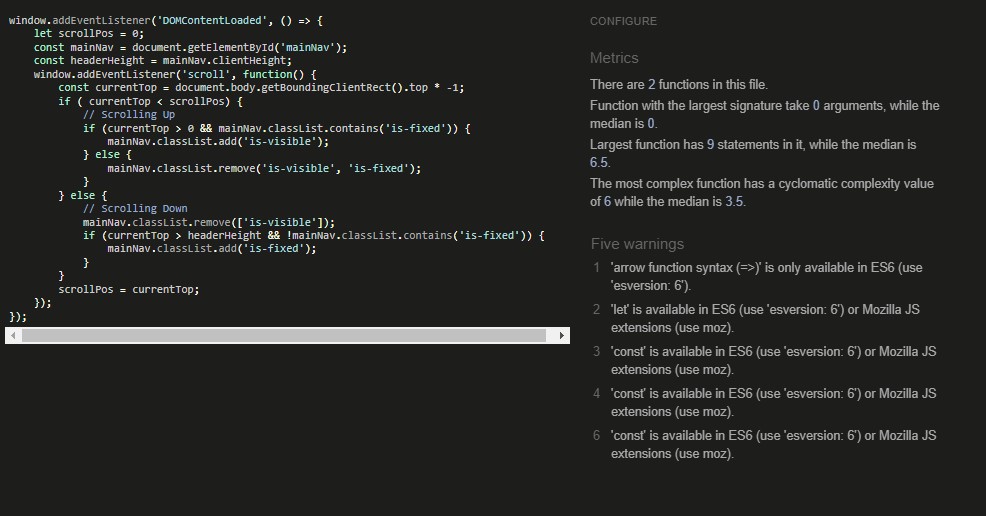 window.addEventListener('DOMContentLoaded', () => {
    let scrollPos = 0;
    const mainNav = document.getElementById('mainNav');
    const headerHeight = mainNav.clientHeight;
    window.addEventListener('scroll', function() {
        const currentTop = document.body.getBoundingClientRect().top * -1;
        if ( currentTop < scrollPos) {
            // Scrolling Up
            if (currentTop > 0 && mainNav.classList.contains('is-fixed')) {
                mainNav.classList.add('is-visible');
            } else {
                mainNav.classList.remove('is-visible', 'is-fixed');
            }
        } else {
            // Scrolling Down
            mainNav.classList.remove(['is-visible']);
            if (currentTop > headerHeight && !mainNav.classList.contains('is-fixed')) {
                mainNav.classList.add('is-fixed');
            }
        }
        scrollPos = currentTop;
    });
});
CONFIGURE
Metrics
There are 2 functions in this file.
Function with the largest signature take 0 arguments, while the
median is 0.
Largest function has 9 statements in it, while the median is
6.5.
The most complex function has a cyclomatic complexity value
of 6 while the median is 3.5.
Five warnings
1 'arrow function syntax (=>)' is only available in ES6 (use
'esversion: 6').
2 'let' is available in ES6 (use 'esversion: 6') or Mozilla JS
extensions (use moz).
3 'const' is available in ES6 (use 'esversion: 6') or Mozilla JS
extensions (use moz).
4 'const' is available in ES6 (use 'esversion: 6') or Mozilla JS
extensions (use moz).
6 'const' is available in ES6 (use 'esversion: 6') or Mozilla JS
extensions (use moz).